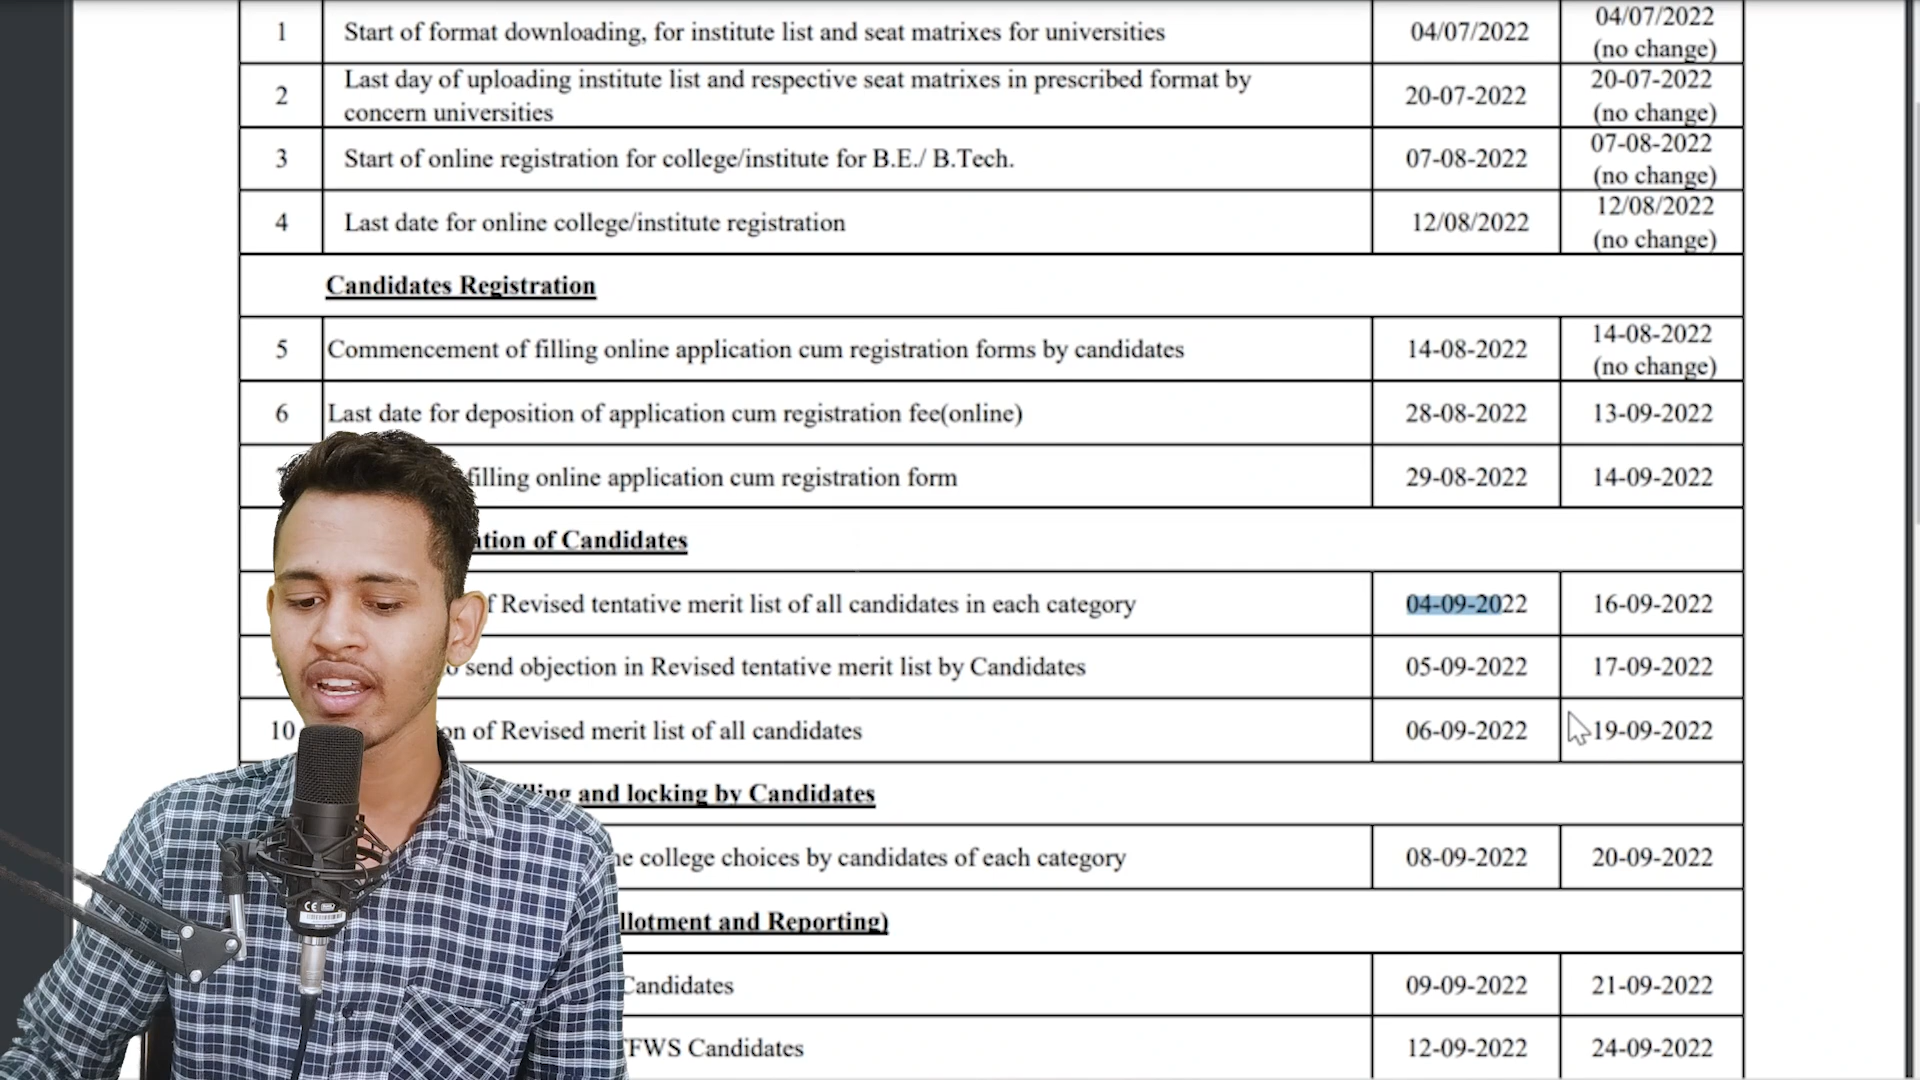 1 Start of format downloading, for institute list and seat matrixes for universities 04/07/2022 04/07/2022
(no change)
2 Last day of uploading institute list and respective seat matrixes in prescribed format by
concern universities 20-07-2022 20-07-2022
(no change)
3 Start of online registration for college/institute for B.E./ B.Tech. 07-08-2022 07-08-2022
(no change)
4 Last date for online college/institute registration 12/08/2022 12/08/2022
(no change)
Candidates Registration
5 Commencement of filling online application cum registration forms by candidates 14-08-2022 14-08-2022
(no change)
6 Last date for deposition of application cum registration fee(online) 28-08-2022 13-09-2022
filling online application cum registration form 29-08-2022 14-09-2022
of Candidates
Revised tentative merit list of all candidates in each category 04-09-2022 16-09-2022
send objection in Revised tentative merit list by Candidates 05-09-2022 17-09-2022
10 of Revised merit list of all candidates 06-09-2022 19-09-2022
and locking by Candidates
college choices by candidates of each category 08-09-2022 20-09-2022
and Reporting)
Candidates 09-09-2022 21-09-2022
TFWS Candidates 12-09-2022 24-09-2022